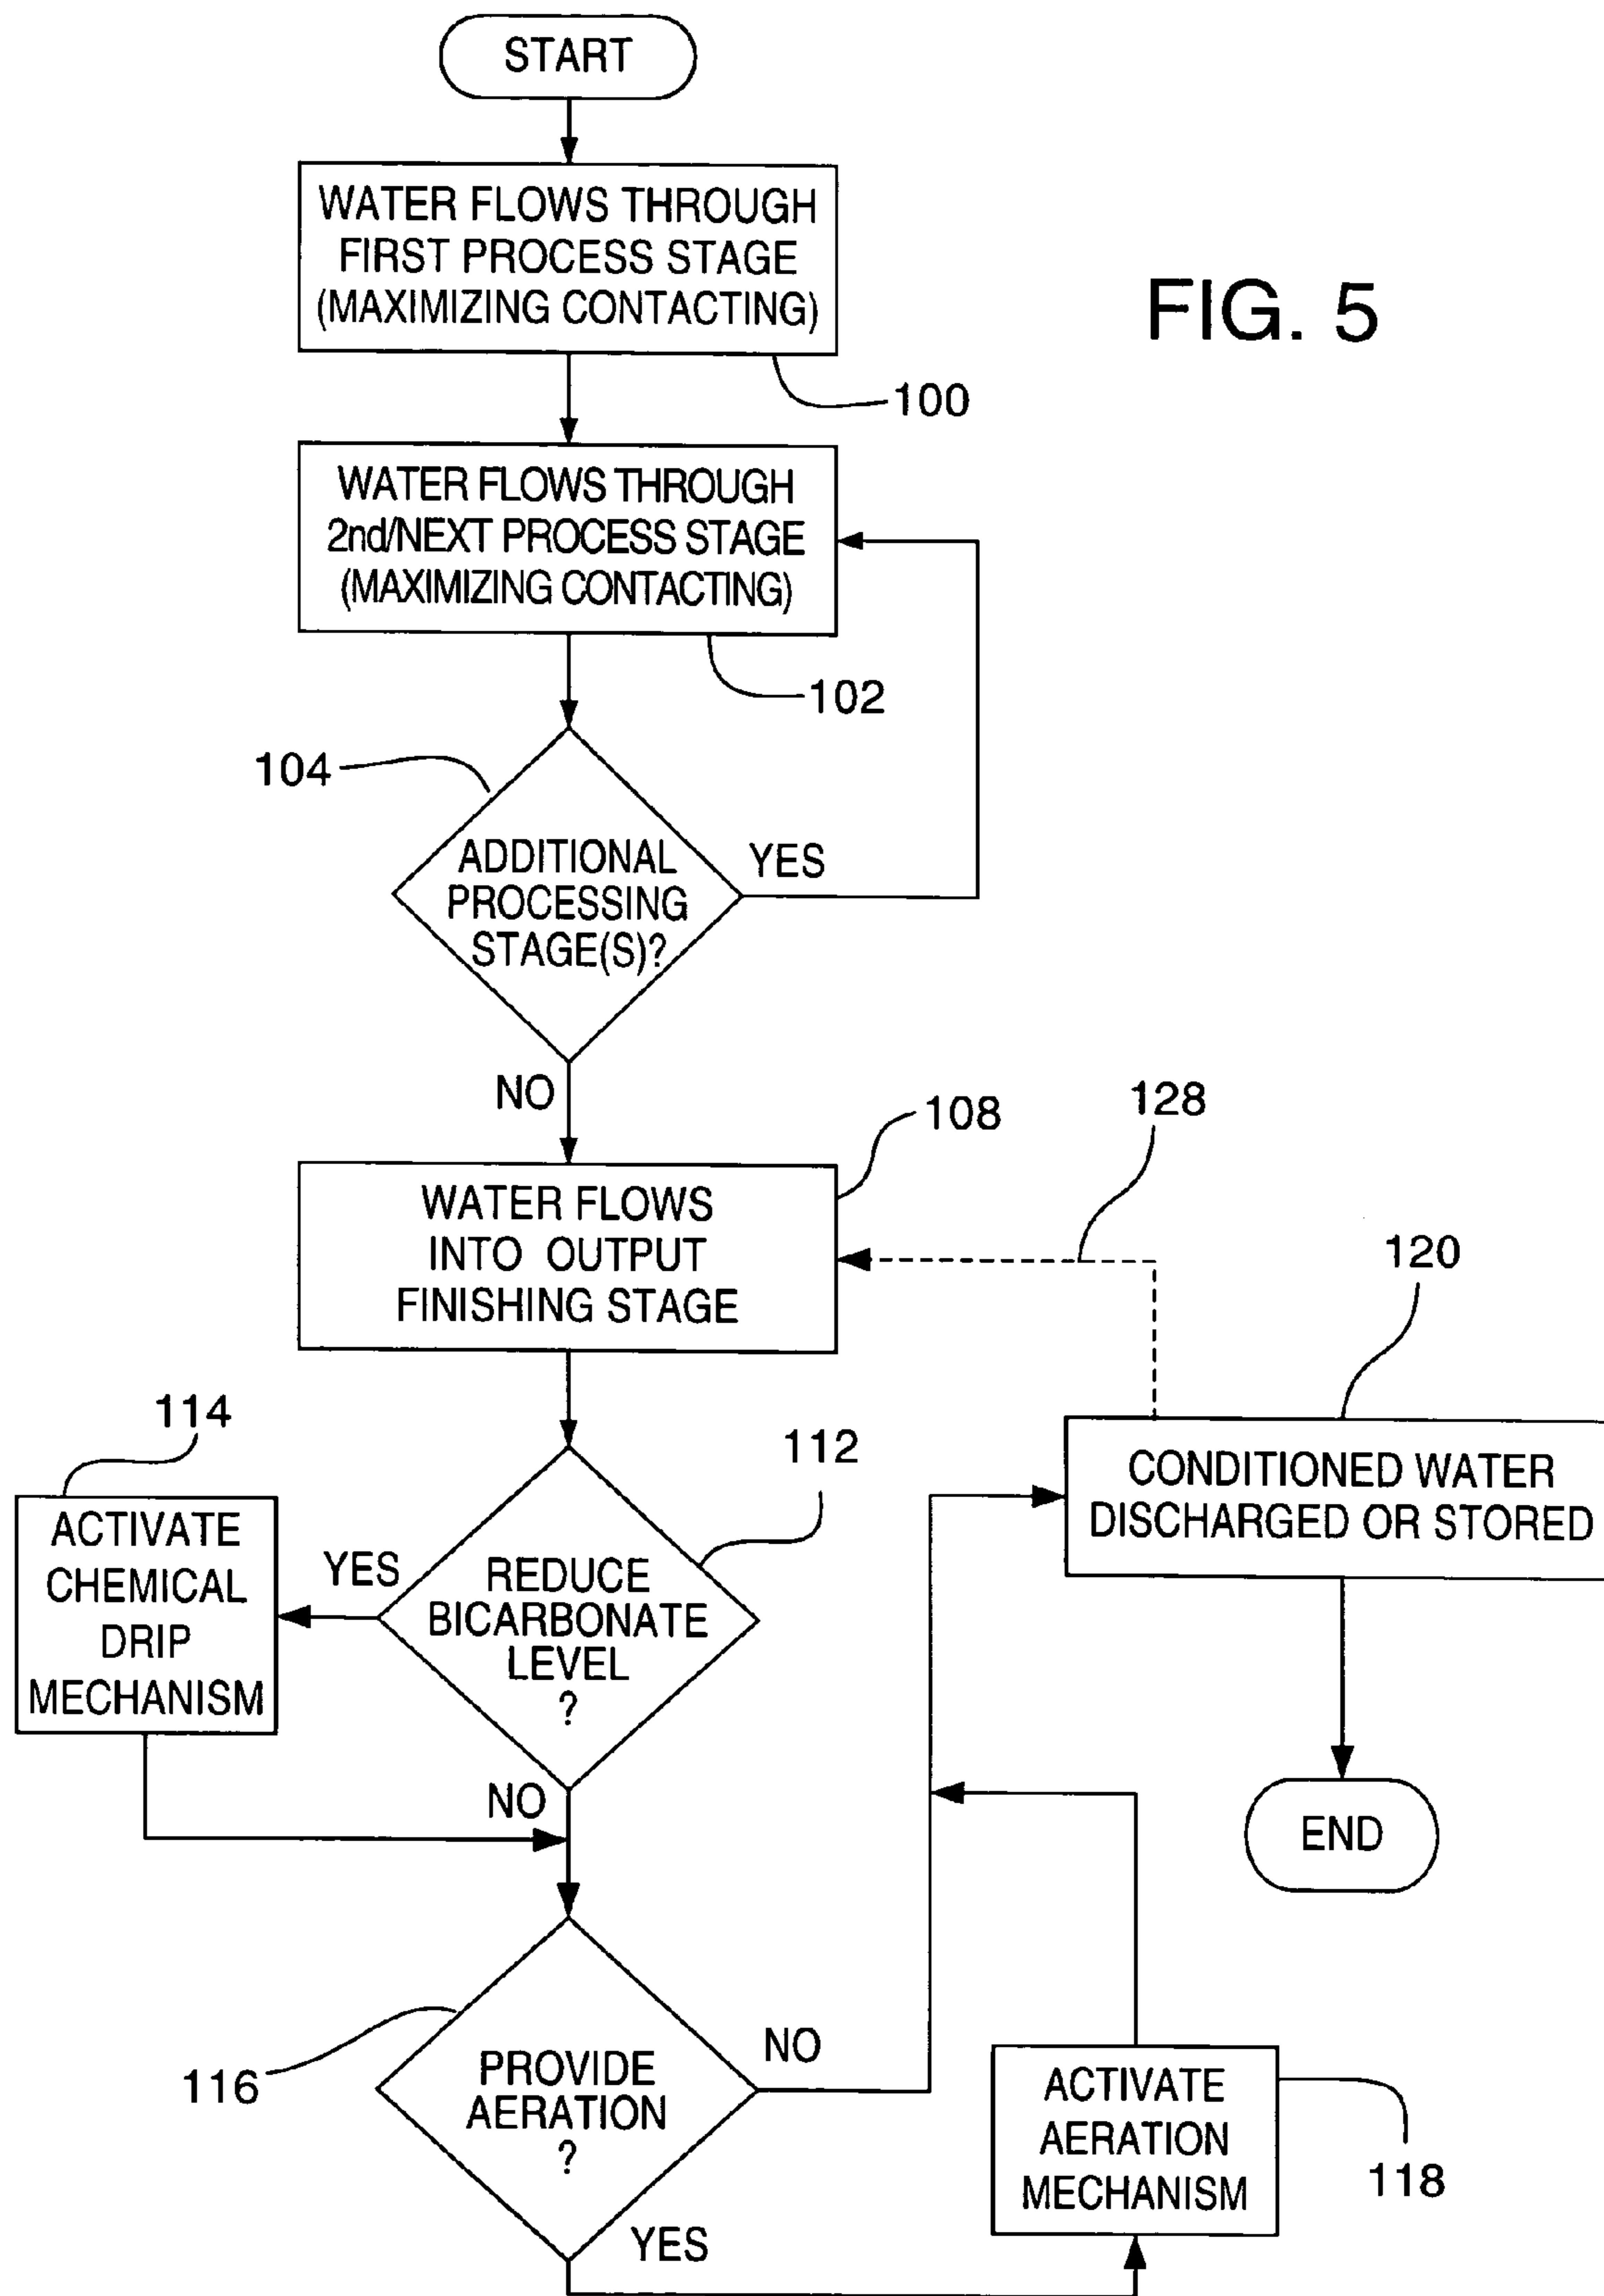 START
WATER FLOWS THROUGH
FIRST PROCESS STAGE
(MAXIMIZING CONTACTING)
FIG. 5
100
WATER FLOWS THROUGH
2nd/NEXT PROCESS STAGE
(MAXIMIZING CONTACTING)
102
104
ADDITIONAL
PROCESSING
STAGE(S)?
YES
NO
108
128
WATER FLOWS
INTO OUTPUT
FINISHING STAGE
120
114
112
CONDITIONED WATER
DISCHARGED OR STORED
ACTIVATE
CHEMICAL
DRIP
MECHANISM
YES
REDUCE
BICARBONATE
LEVEL
?
NO
END
116
PROVIDE
AERATION
?
NO
ACTIVATE
AERATION
MECHANISM
118
YES